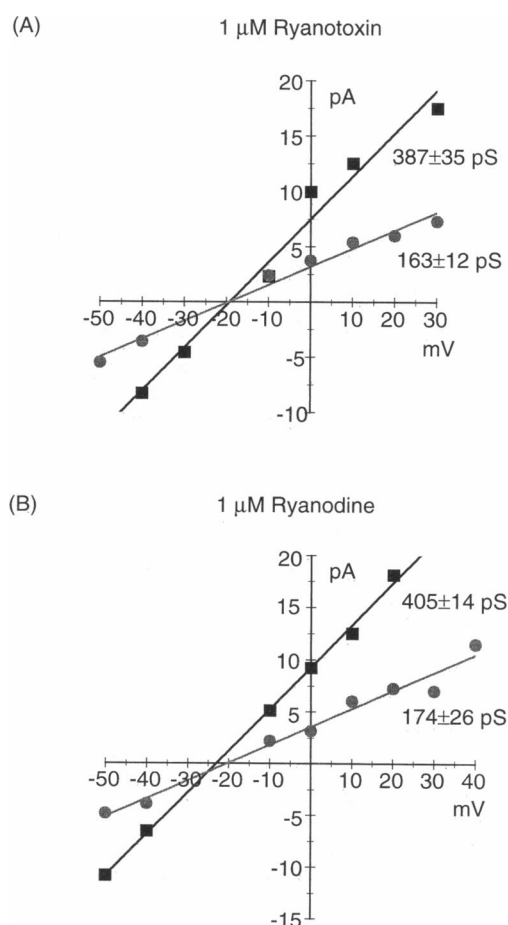 (A)
1 μM Ryanotoxin
20
pA
15
387±35 pS
10
5
163±12 pS
-50 -40 -30 -20 -10 10 20 30
mV
-5
-10
(B)
1 μM Ryanodine
20
pA
405±14 pS
15
10
174±26 pS
5
-50 -40 -30 -20 -10 10 20 30 40
mV
-5
-10
-15